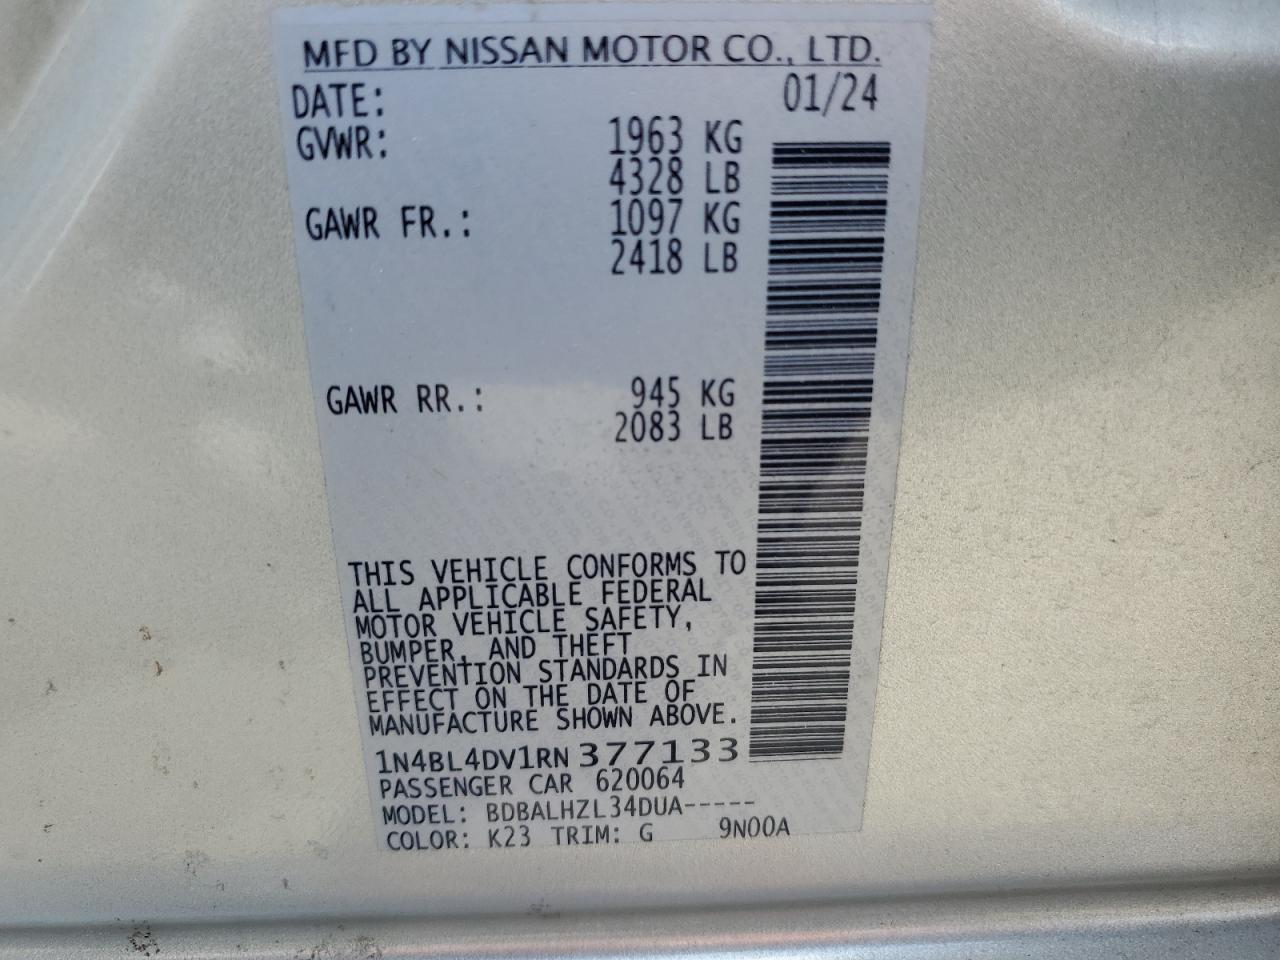 MFD BY NISSAN MOTOR CO., LTD.
DATE: 01/24
GVWR: 1963 KG
4328 LB
GAWR FR.: 1097 KG
2418 LB
GAWR RR.: 945 KG
2083 LB
THIS VEHICLE CONFORMS TO
ALL APPLICABLE FEDERAL
MOTOR VEHICLE SAFETY,
BUMPER, AND THEFT
PREVENTION STANDARDS IN
EFFECT ON THE DATE OF
MANUFACTURE SHOWN ABOVE.
1N4BL4DV1RN377133
PASSENGER CAR 620064
MODEL: BDBALHZL34DUA-----
COLOR: K23 TRIM: G 9N00A